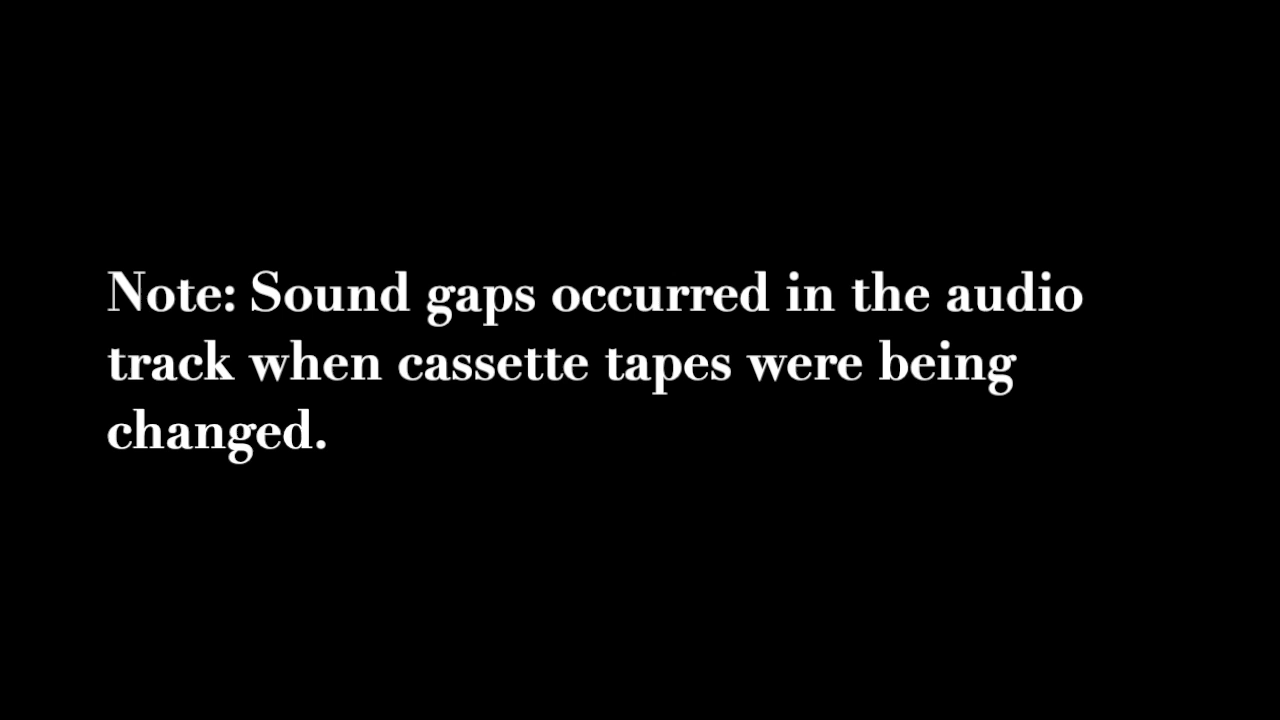 Note: Sound gaps occurred in the audio
track when cassette tapes were being
changed.